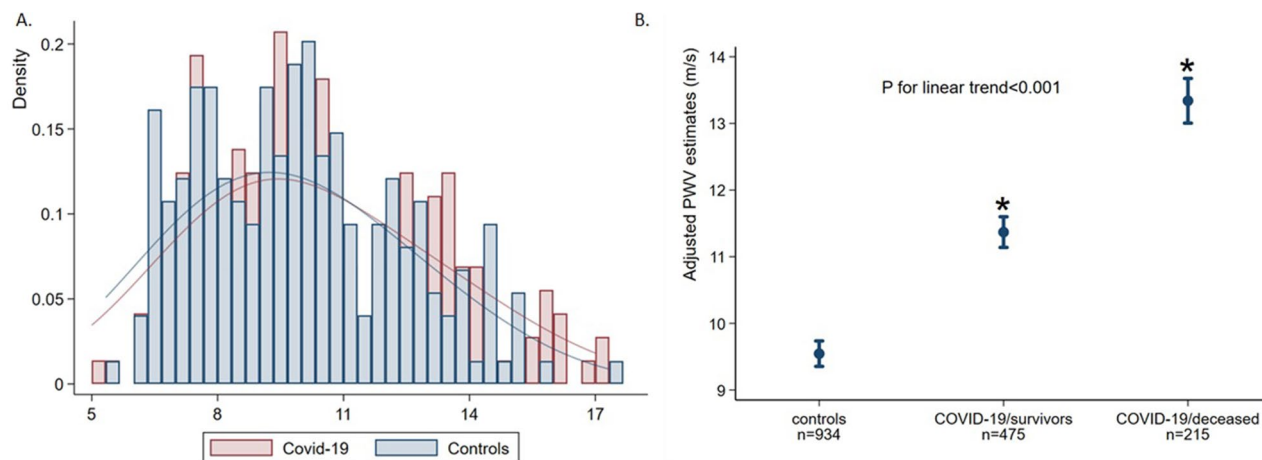 A.
Density
0.2
0.15
0.1
0.05
0
5 8 11 14 17
Covid-19 Controls
B.
Adjusted PWV estimates (m/s)
14
13
12
11
10
9
P for linear trend<0.001
*
*
controls COVID-19/survivors COVID-19/deceased
n=934 n=475 n=215